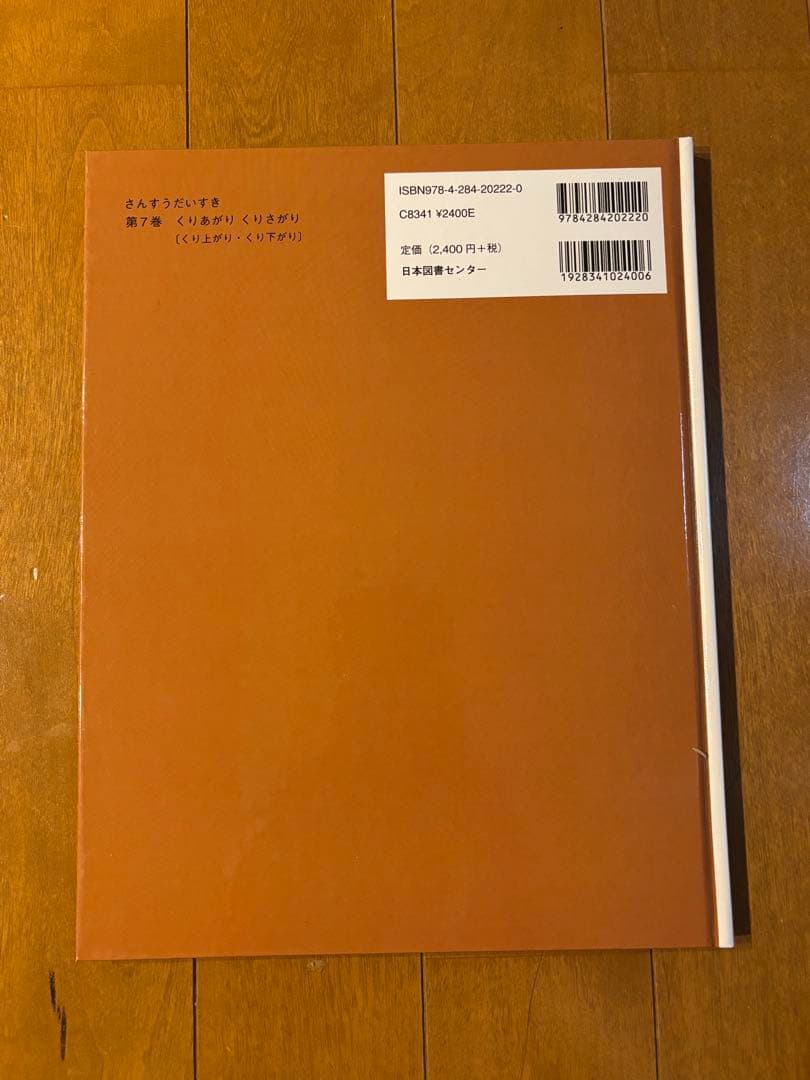 さんすうだいすき
第7巻 くりあがり くりさがり
〔くり上がり・くり下がり〕
ISBN978-4-284-20222-0
C8341 ¥2400E
定価（2,400円＋税）
日本図書センター
9784284202220
1928341024006